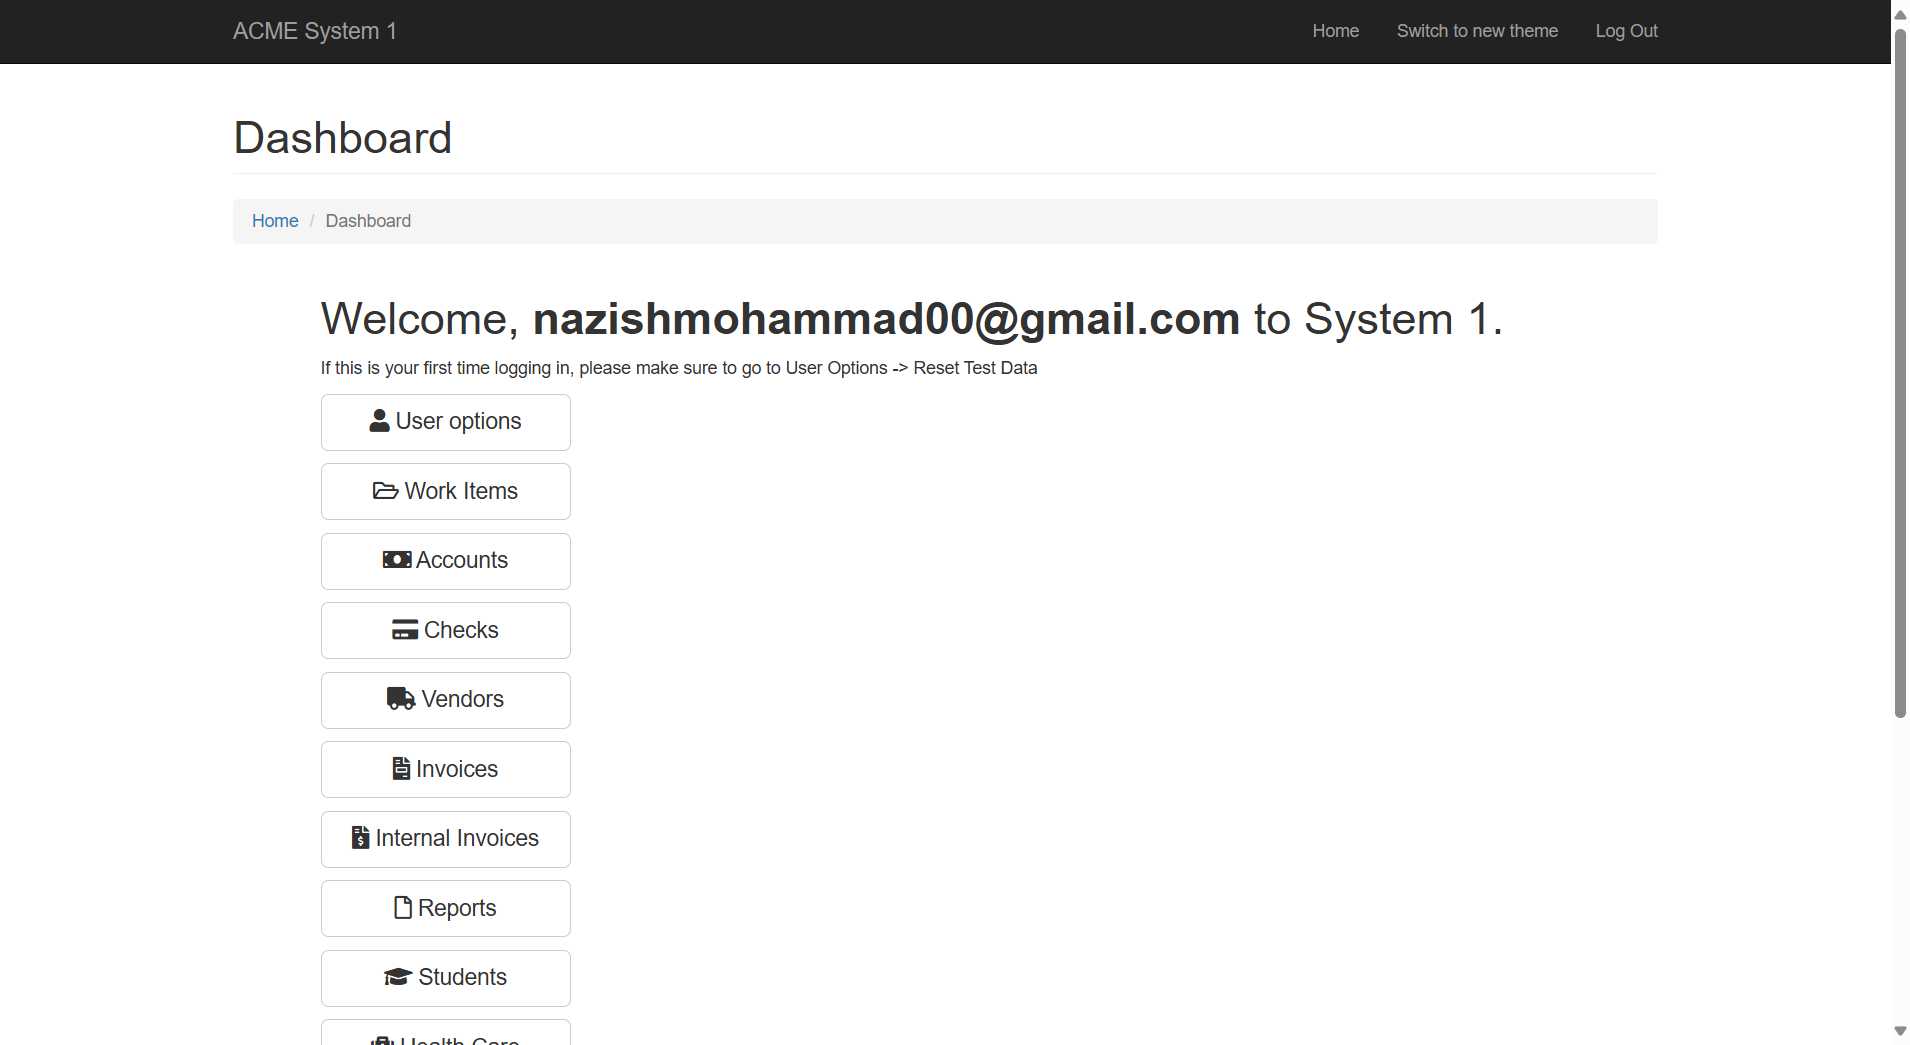 ACME System 1
Home
Switch to new theme
Log Out
Dashboard
Home / Dashboard
Welcome, nazishmohammad00@gmail.com to System 1.
If this is your first time logging in, please make sure to go to User Options -> Reset Test Data
User options
Work Items
Accounts
Checks
Vendors
Invoices
Internal Invoices
Reports
Students
Health Care